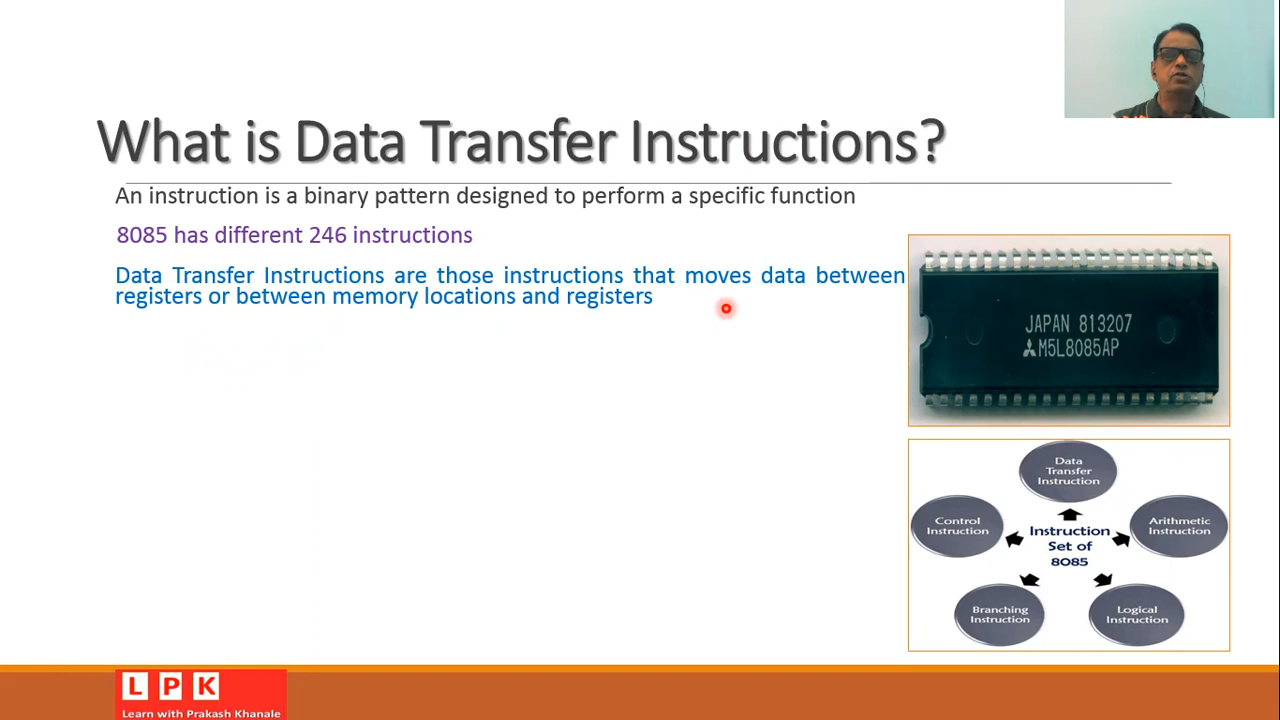 What is Data Transfer Instructions?
An instruction is a binary pattern designed to perform a specific function
8085 has different 246 instructions
Data Transfer Instructions are those instructions that moves data between
registers or between memory locations and registers
JAPAN 813207
M5L8085AP
Data
Transfer
Instruction
Control
Instruction
Arithmetic
Instruction
Instruction
Set of
8085
Branching
Instruction
Logical
Instruction
L P K
Learn with Prakash Khanale